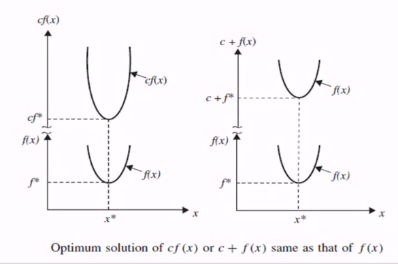 cf(x)
cf(x)
cf*
f(x)
f(x)
f*
x*
x
c + f(x)
f(x)
c + f*
f(x)
f(x)
f*
x*
x
Optimum solution of cf (x) or c + f (x) same as that of f (x)